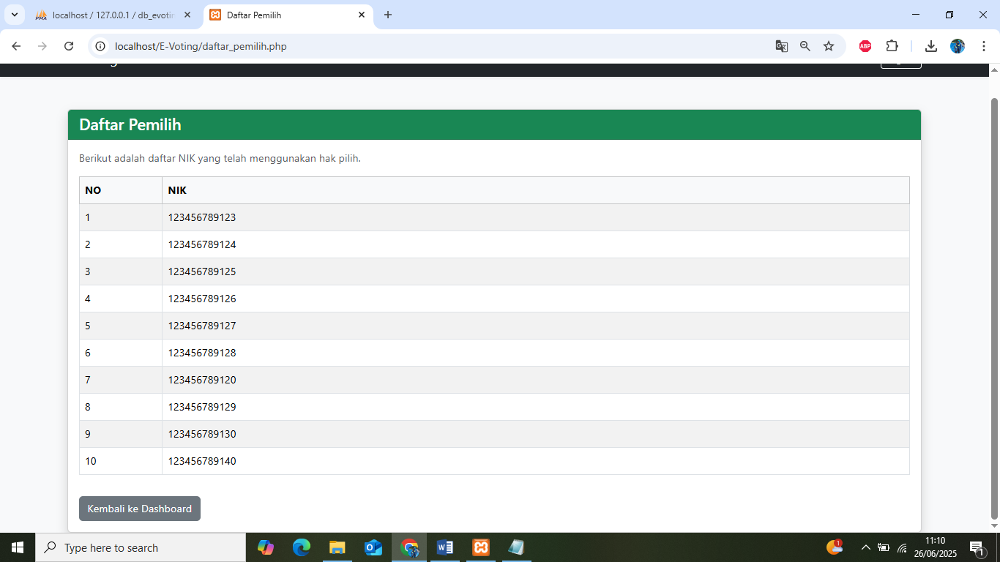 localhost / 127.0.0.1 / db_evotin
Daftar Pemilih
localhost/E-Voting/daftar_pemilih.php
ABP
Daftar Pemilih
Berikut adalah daftar NIK yang telah menggunakan hak pilih.
NO NIK
1 123456789123
2 123456789124
3 123456789125
4 123456789126
5 123456789127
6 123456789128
7 123456789120
8 123456789129
9 123456789130
10 123456789140
Kembali ke Dashboard
Type here to search
11:10
26/06/2025